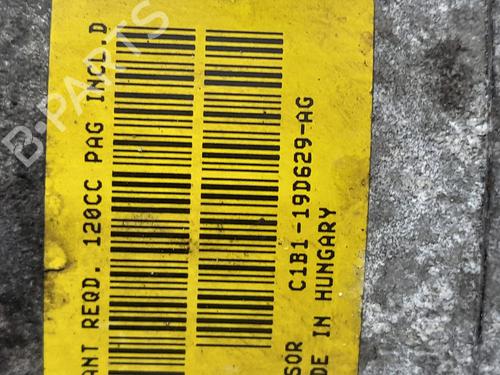 ANT REQD. 120CC PAG INCL.D
SOR C1B1-19D629-AG
DE IN HUNGARY
B-PARTS